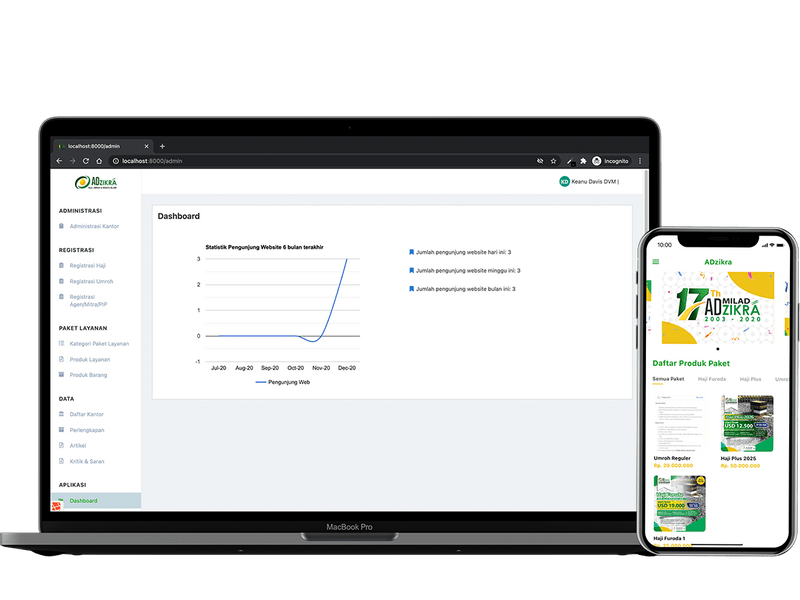 localhost:8000/admin
localhost:8000/admin
Incognito
ADZIKRA
KD Keanu Davis DVM |
ADMINISTRASI
Administrasi Kantor
REGISTRASI
Registrasi Haji
Registrasi Umroh
Registrasi
Agen/Mitra/PIP
PAKET LAYANAN
Kategori Paket Layanan
Produk Layanan
Produk Barang
DATA
Daftar Kantor
Perlengkapan
Artikel
Kritik & Saran
APLIKASI
Dashboard
Dashboard
Statistik Pengunjung Website 6 bulan terakhir
3
2
1
0
-1
Jul-20 Aug-20 Sep-20 Oct-20 Nov-20 Dec-20
Pengunjung Web
Jumlah pengunjung website hari ini: 3
Jumlah pengunjung website minggu ini: 3
Jumlah pengunjung website bulan ini: 3
MacBook Pro
10:00
ADzikra
17Th
MILAD
ADZIKRA
2003 - 2020
Daftar Produk Paket
Semua Paket Haji Furoda Haji Plus Umro
USD 12.500
Umroh Reguler
Rp. 20.000.000
Haji Plus 2025
Rp. 50.000.000
Haji Furoda
USD 19.000
Haji Furoda 1